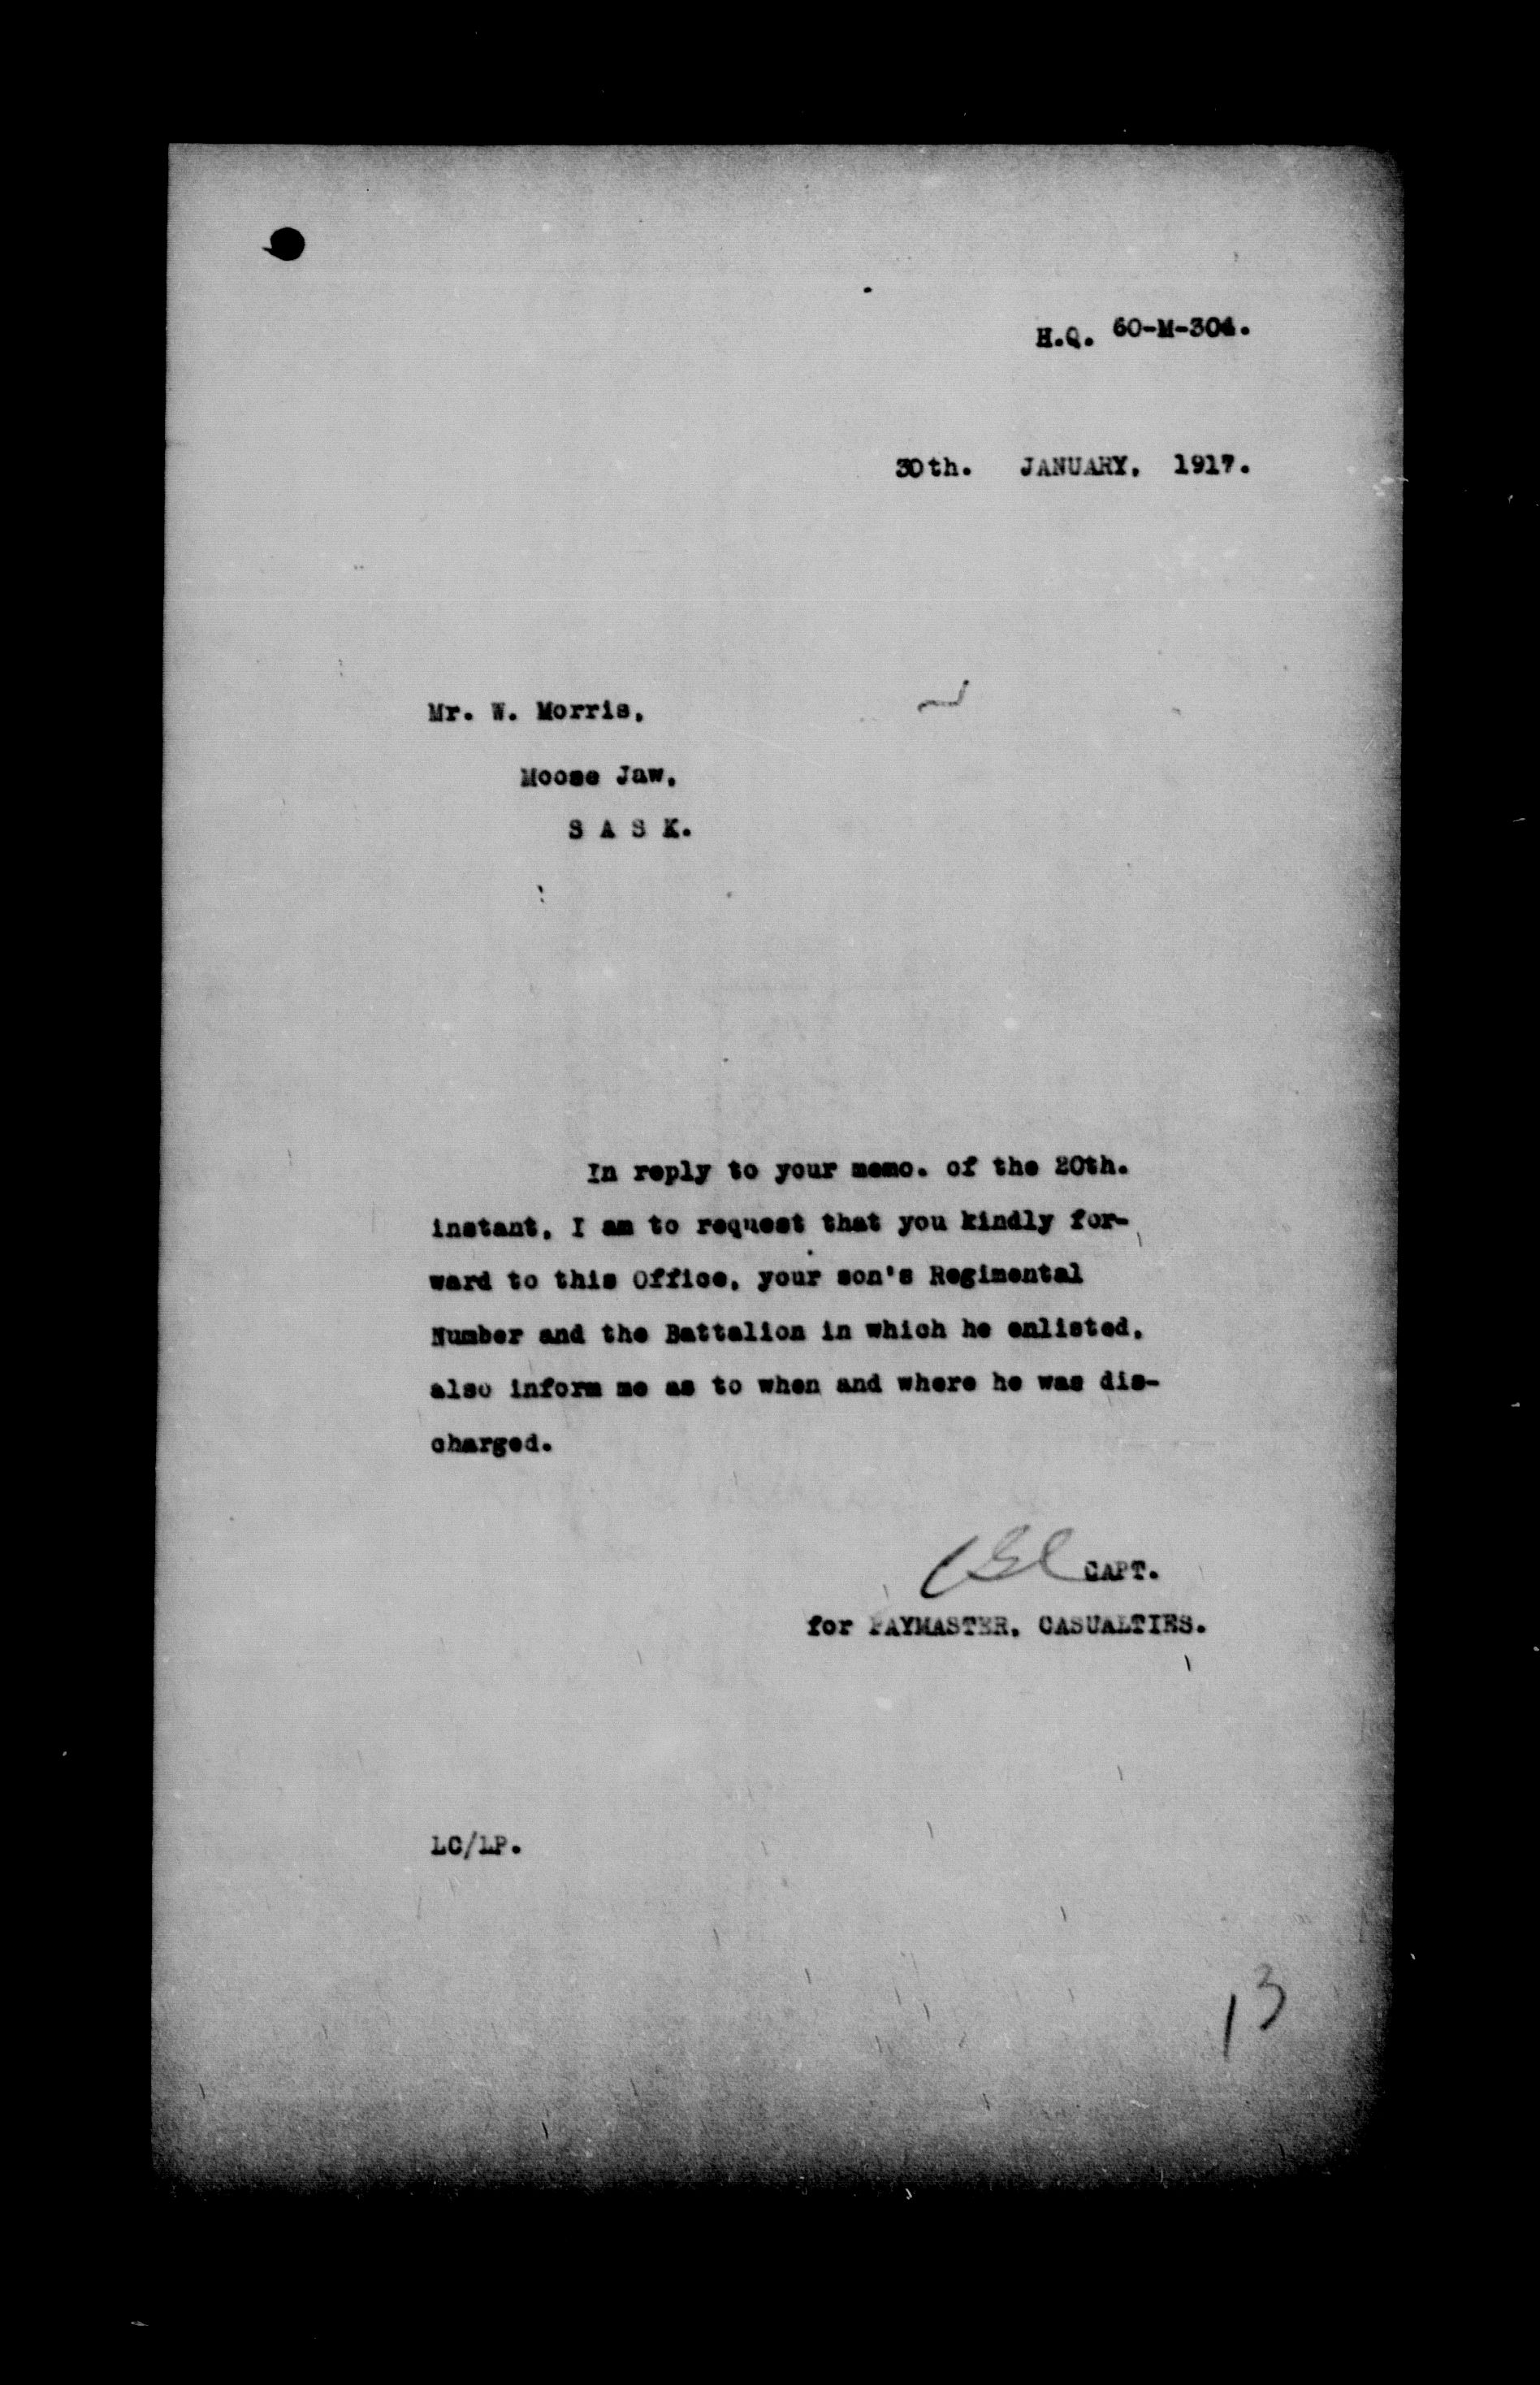 H.Q. 60-M-304.
30th. JANUARY, 1917.
Mr. W. Morris,
Moose Jaw,
S A S K.
In reply to your memo. of the 20th.
instant, I am to request that you kindly for-
ward to this Office, your son's Regimental
Number and the Battalion in which he enlisted,
also inform me as to when and where he was dis-
charged.
CAPT.
for PAYMASTER, CASUALTIES.
LC/LP.
13